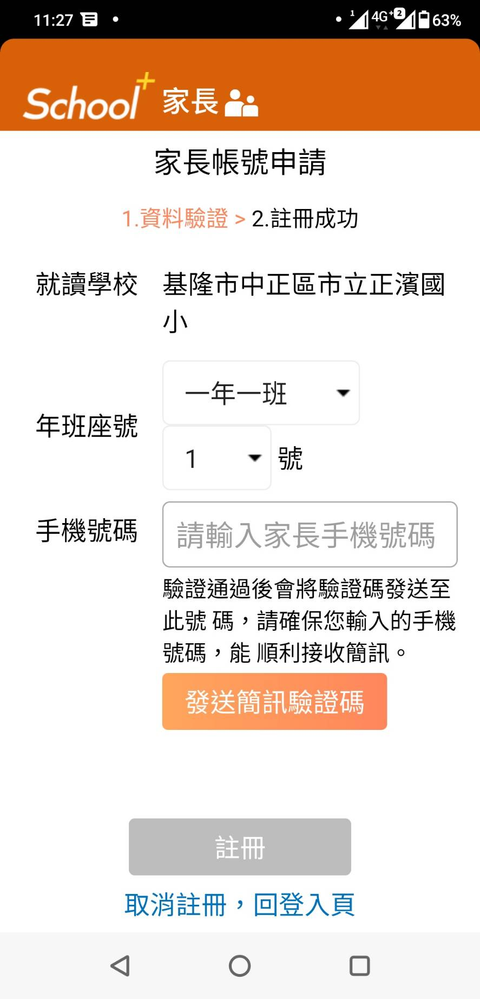 11:27
1 4G+ 2 63%
School+ 家長
家長帳號申請
1.資料驗證 > 2.註冊成功
就讀學校 基隆市中正區市立正濱國
小
一年一班
年班座號
1 號
手機號碼 請輸入家長手機號碼
驗證通過後會將驗證碼發送至
此號 碼，請確保您輸入的手機
號碼，能 順利接收簡訊。
發送簡訊驗證碼
註冊
取消註冊，回登入頁